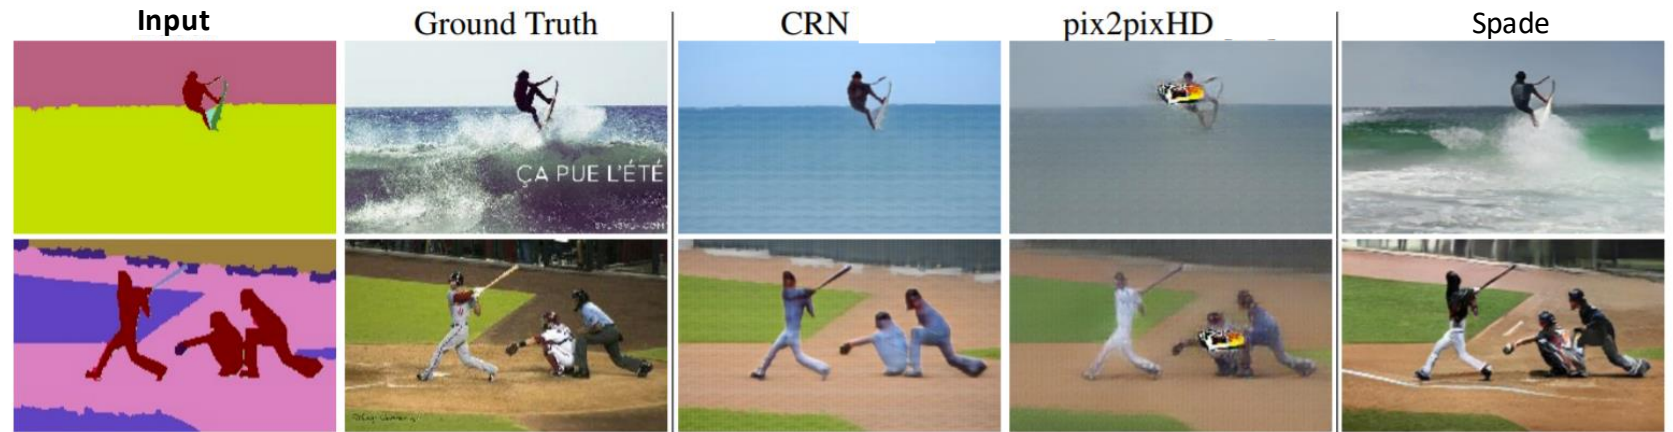 Input Ground Truth CRN pix2pixHD Spade
ÇA PUE L'ÉTÉ